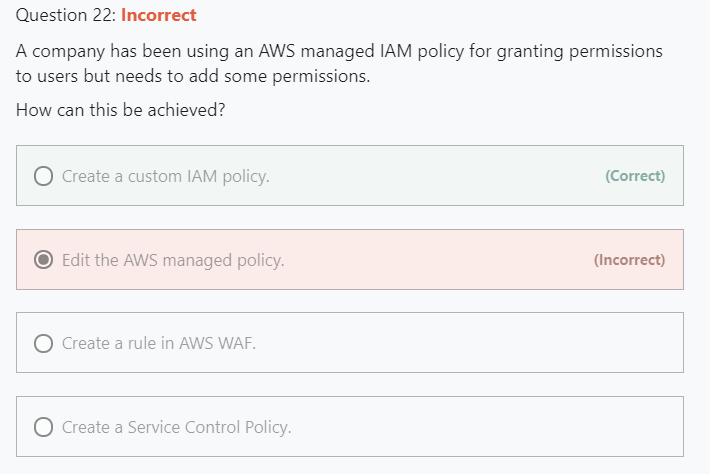 Question 22: Incorrect
A company has been using an AWS managed IAM policy for granting permissions
to users but needs to add some permissions.
How can this be achieved?
Create a custom IAM policy. (Correct)
Edit the AWS managed policy. (Incorrect)
Create a rule in AWS WAF.
Create a Service Control Policy.